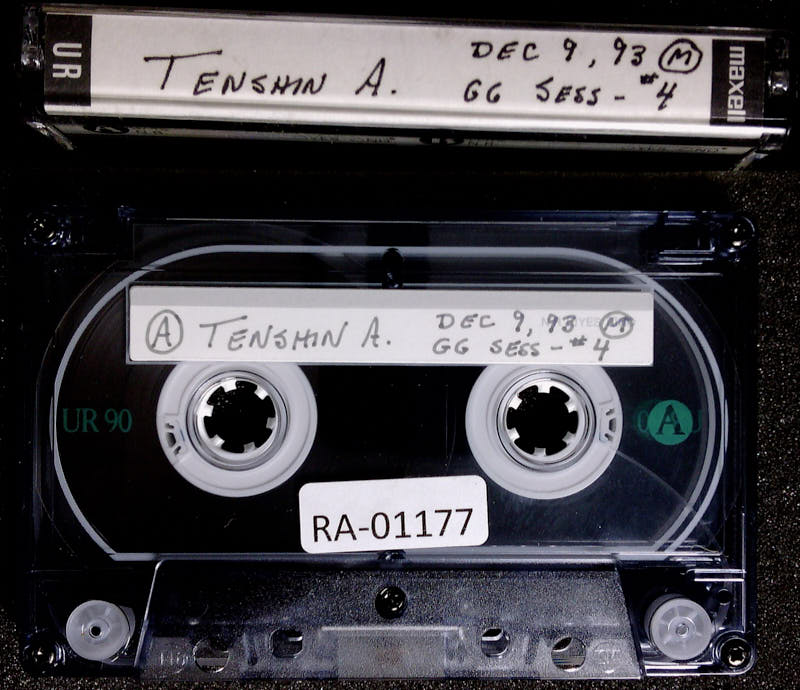 UR
TENSHIN A.
DEC 9, 93 M
GG SESS - #4
maxell
A TENSHIN A.
DEC 9, 93 M
GG SESS - #4
UR 90
A
RA-01177